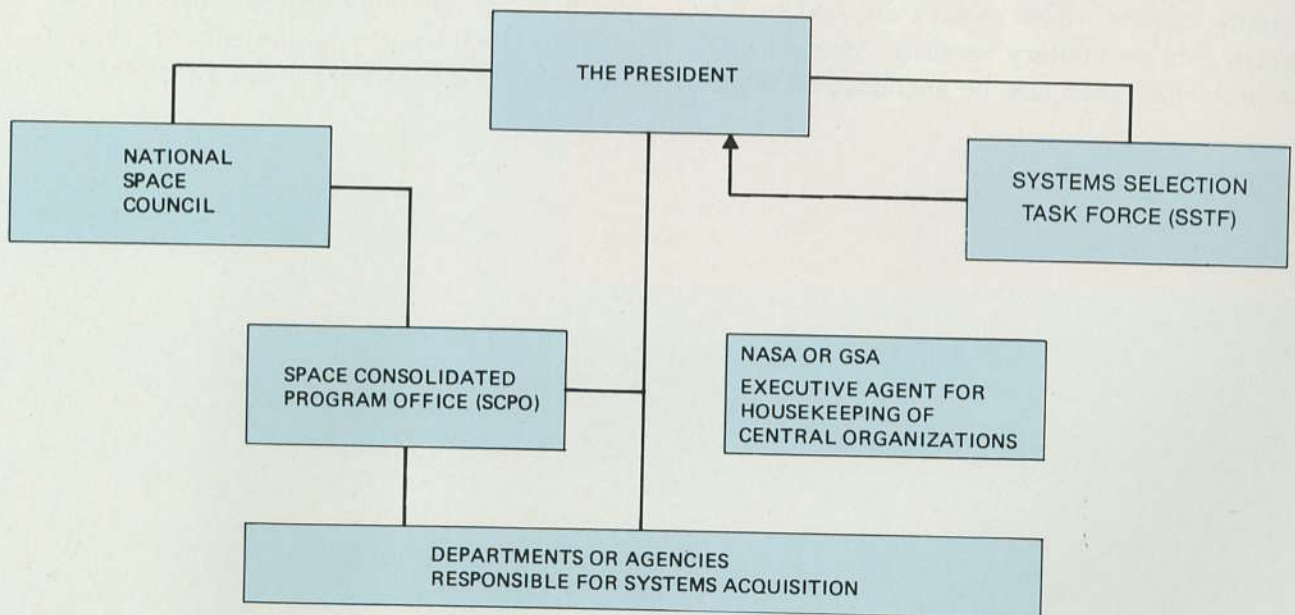 THE PRESIDENT
NATIONAL
SPACE
COUNCIL
SYSTEMS SELECTION
TASK FORCE (SSTF)
SPACE CONSOLIDATED
PROGRAM OFFICE (SCPO)
NASA OR GSA
EXECUTIVE AGENT FOR
HOUSEKEEPING OF
CENTRAL ORGANIZATIONS
DEPARTMENTS OR AGENCIES
RESPONSIBLE FOR SYSTEMS ACQUISITION